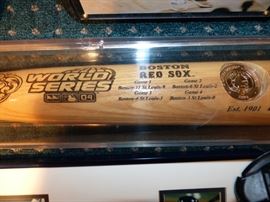 WORLD
SERIES
04
BOSTON
RED SOX
Game 1 Game 2
Boston-11 St Louis-9 Boston-6 St Louis-2
Game 3 Game 4
Boston-4 St Louis-1 Boston-3 St Louis-0
Est. 1901